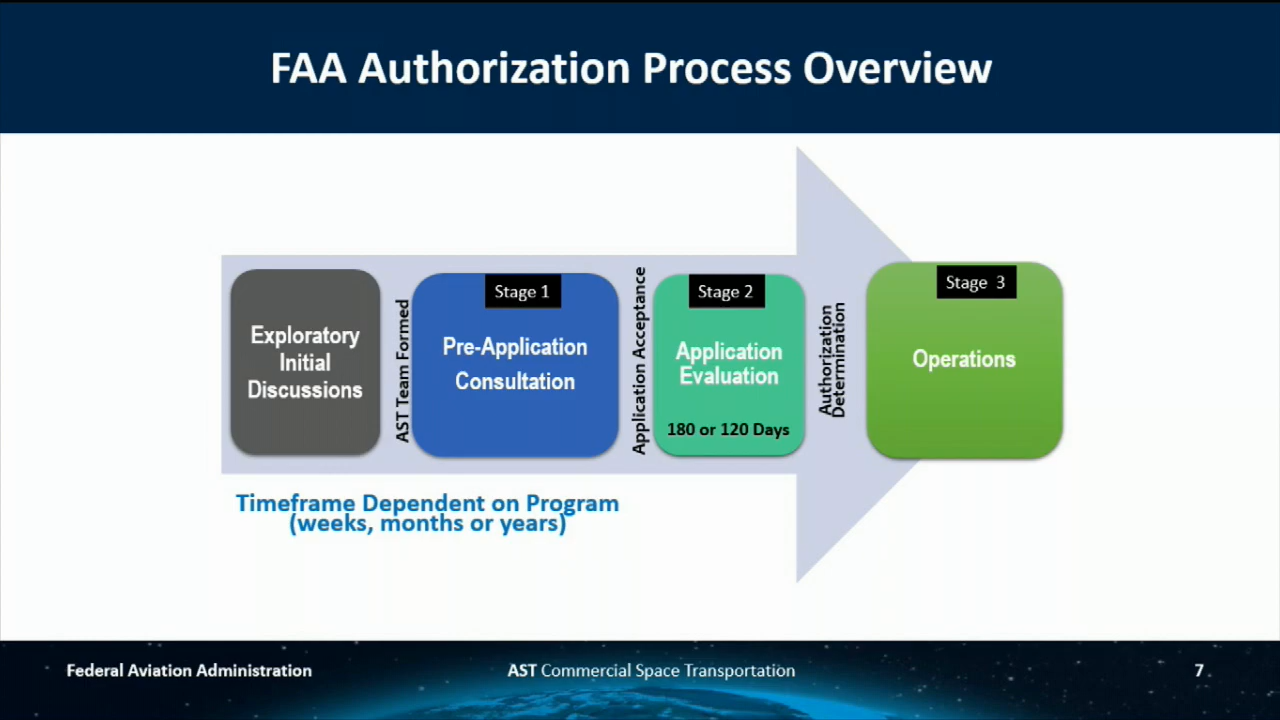 FAA Authorization Process Overview
Exploratory
Initial
Discussions
AST Team Formed
Stage 1
Pre-Application
Consultation
Application Acceptance
Stage 2
Application
Evaluation
180 or 120 Days
Authorization
Determination
Stage 3
Operations
Timeframe Dependent on Program
(weeks, months or years)
Federal Aviation Administration
AST Commercial Space Transportation
7